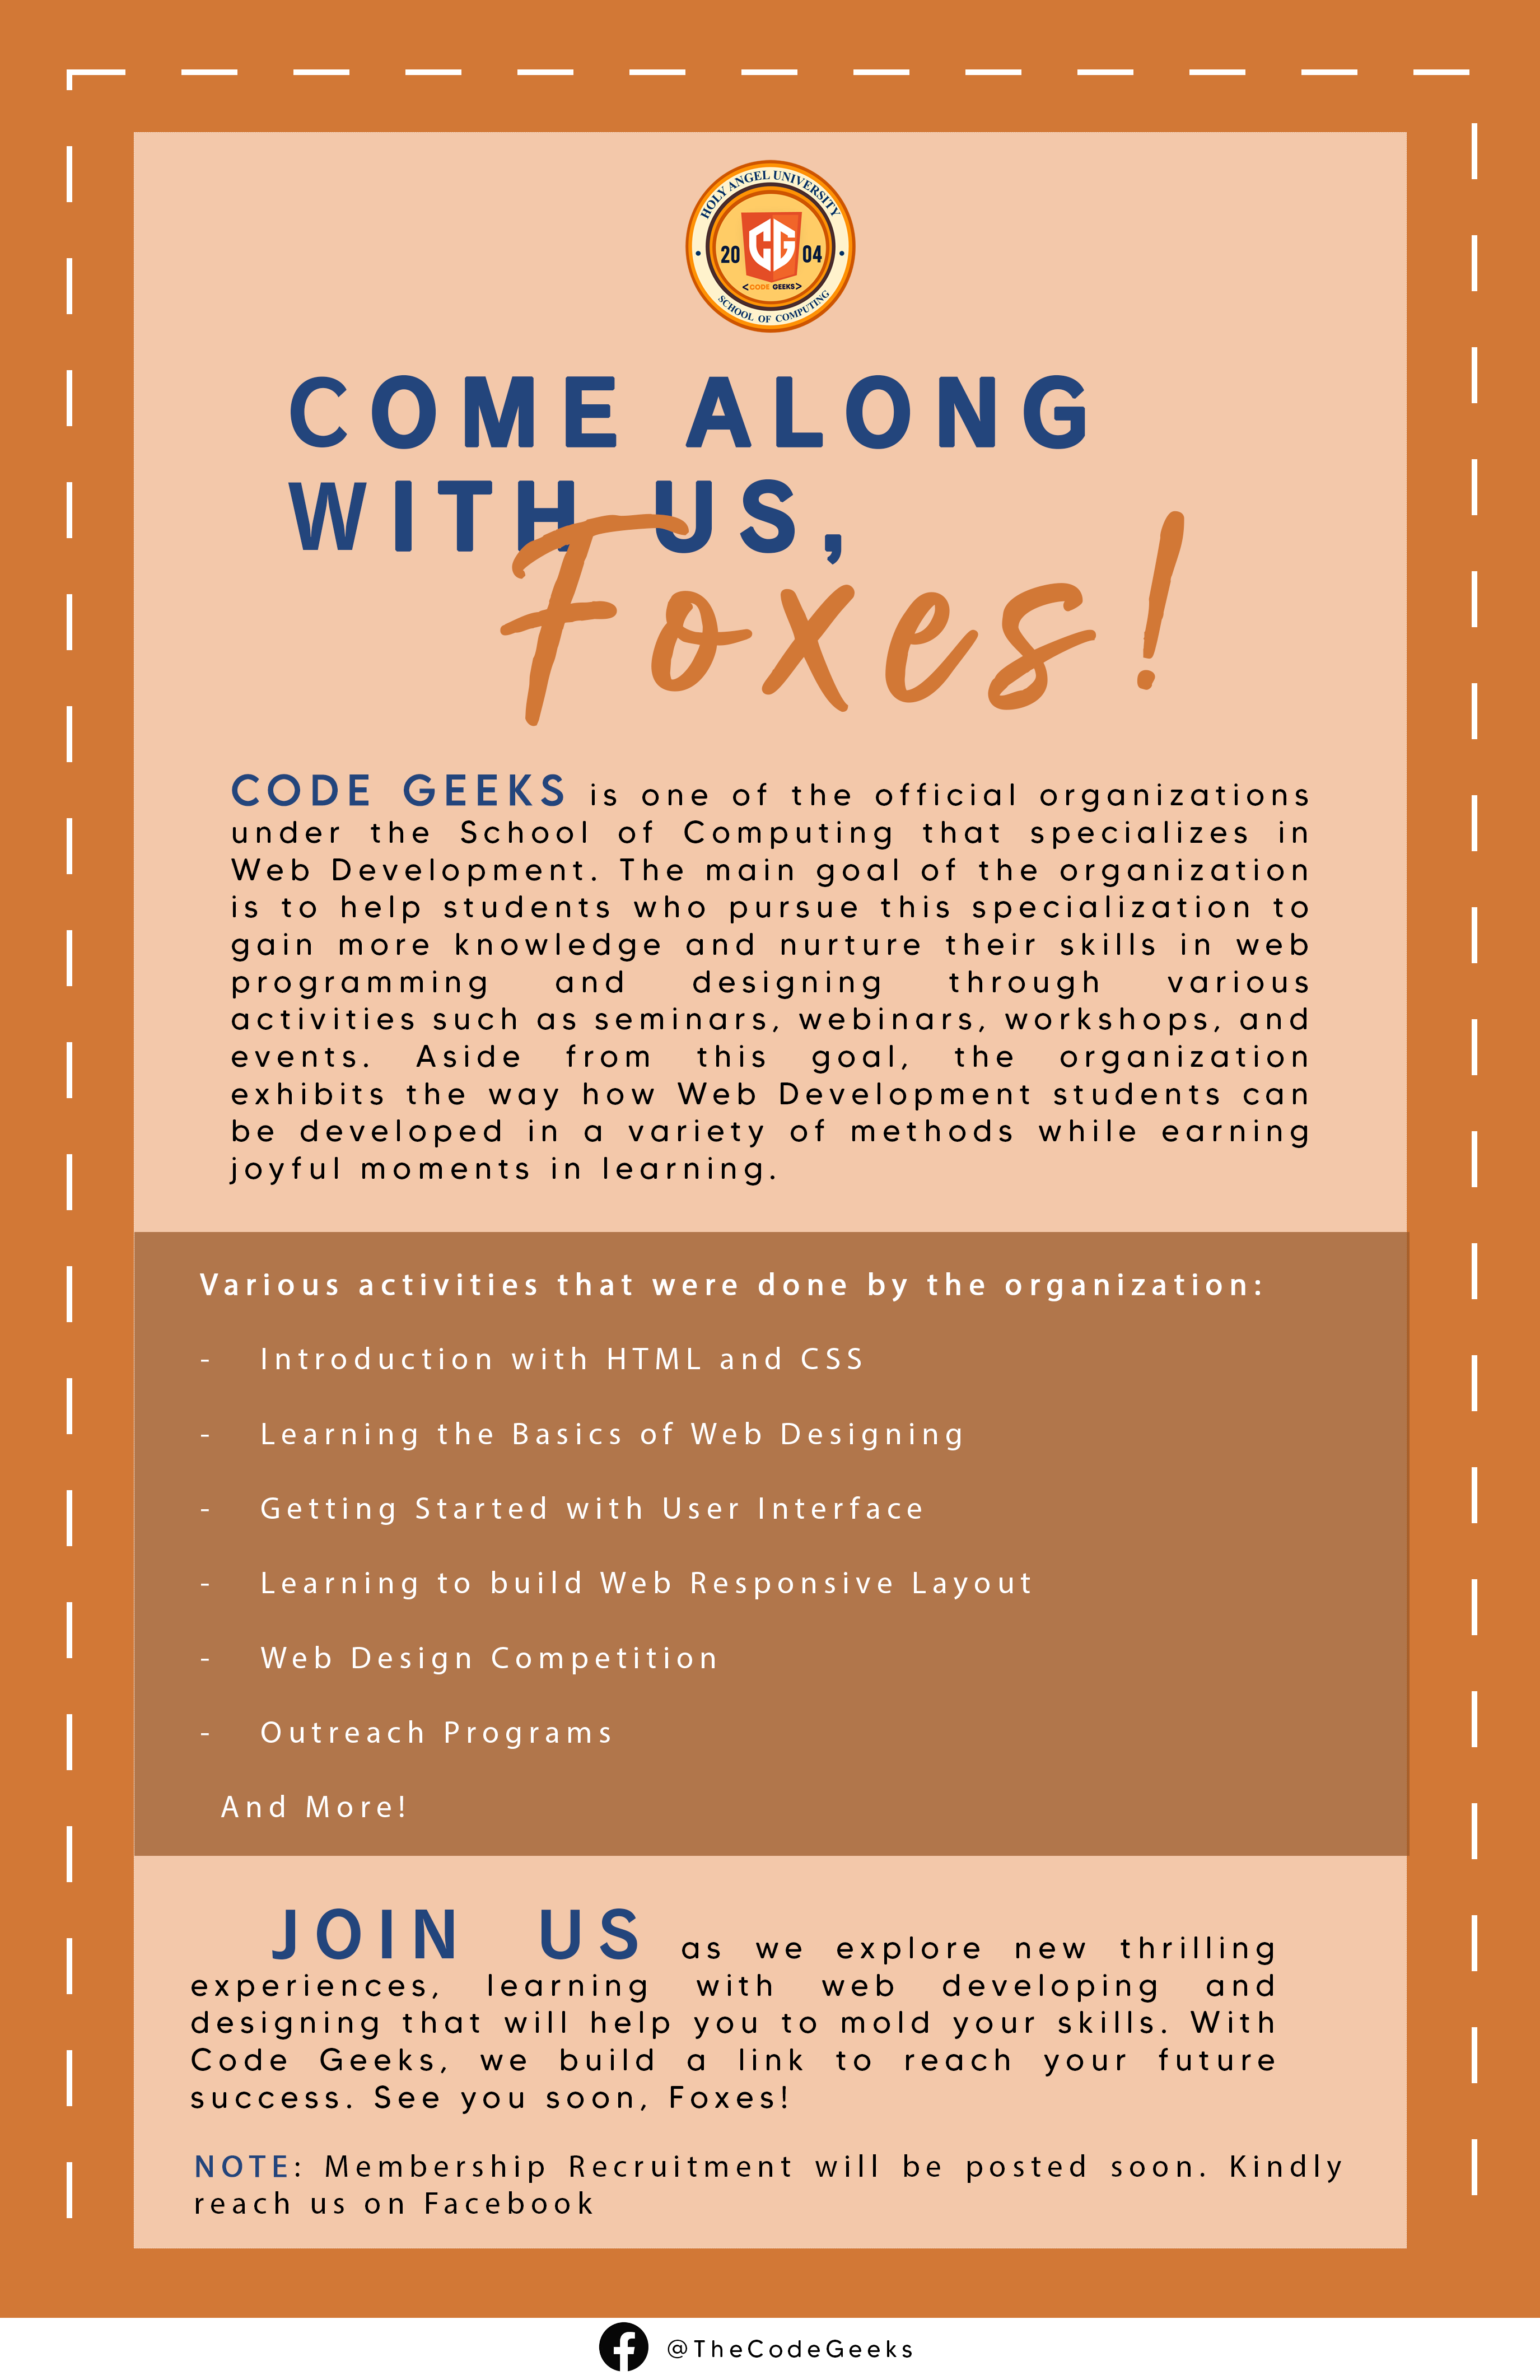 HOLY ANGEL UNIVERSITY
20 CG 04
<CODE GEEKS>
SCHOOL OF COMPUTING
COME ALONG
WITH US,
Foxes!
CODE GEEKS is one of the official organizations
under the School of Computing that specializes in
Web Development. The main goal of the organization
is to help students who pursue this specialization to
gain more knowledge and nurture their skills in web
programming and designing through various
activities such as seminars, webinars, workshops, and
events. Aside from this goal, the organization
exhibits the way how Web Development students can
be developed in a variety of methods while earning
joyful moments in learning.
Various activities that were done by the organization:
- Introduction with HTML and CSS
- Learning the Basics of Web Designing
- Getting Started with User Interface
- Learning to build Web Responsive Layout
- Web Design Competition
- Outreach Programs
And More!
JOIN US as we explore new thrilling
experiences, learning with web developing and
designing that will help you to mold your skills. With
Code Geeks, we build a link to reach your future
success. See you soon, Foxes!
NOTE: Membership Recruitment will be posted soon. Kindly
reach us on Facebook
@TheCodeGeeks